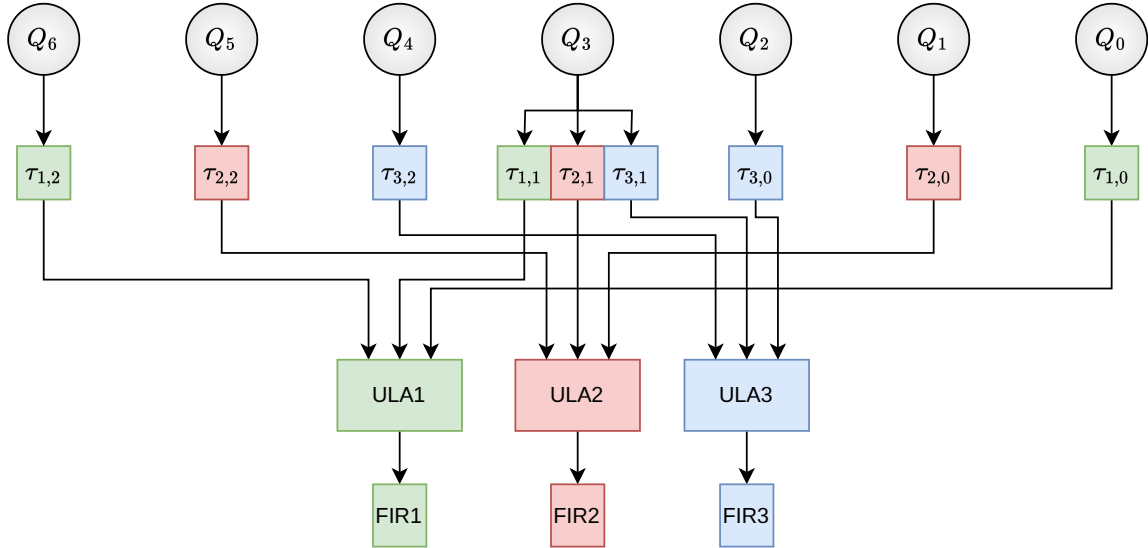 Q₆ Q₅ Q₄ Q₃ Q₂ Q₁ Q₀
τ₁,₂ τ₂,₂ τ₃,₂ τ₁,₁ τ₂,₁ τ₃,₁ τ₃,₀ τ₂,₀ τ₁,₀
ULA1 ULA2 ULA3
FIR1 FIR2 FIR3